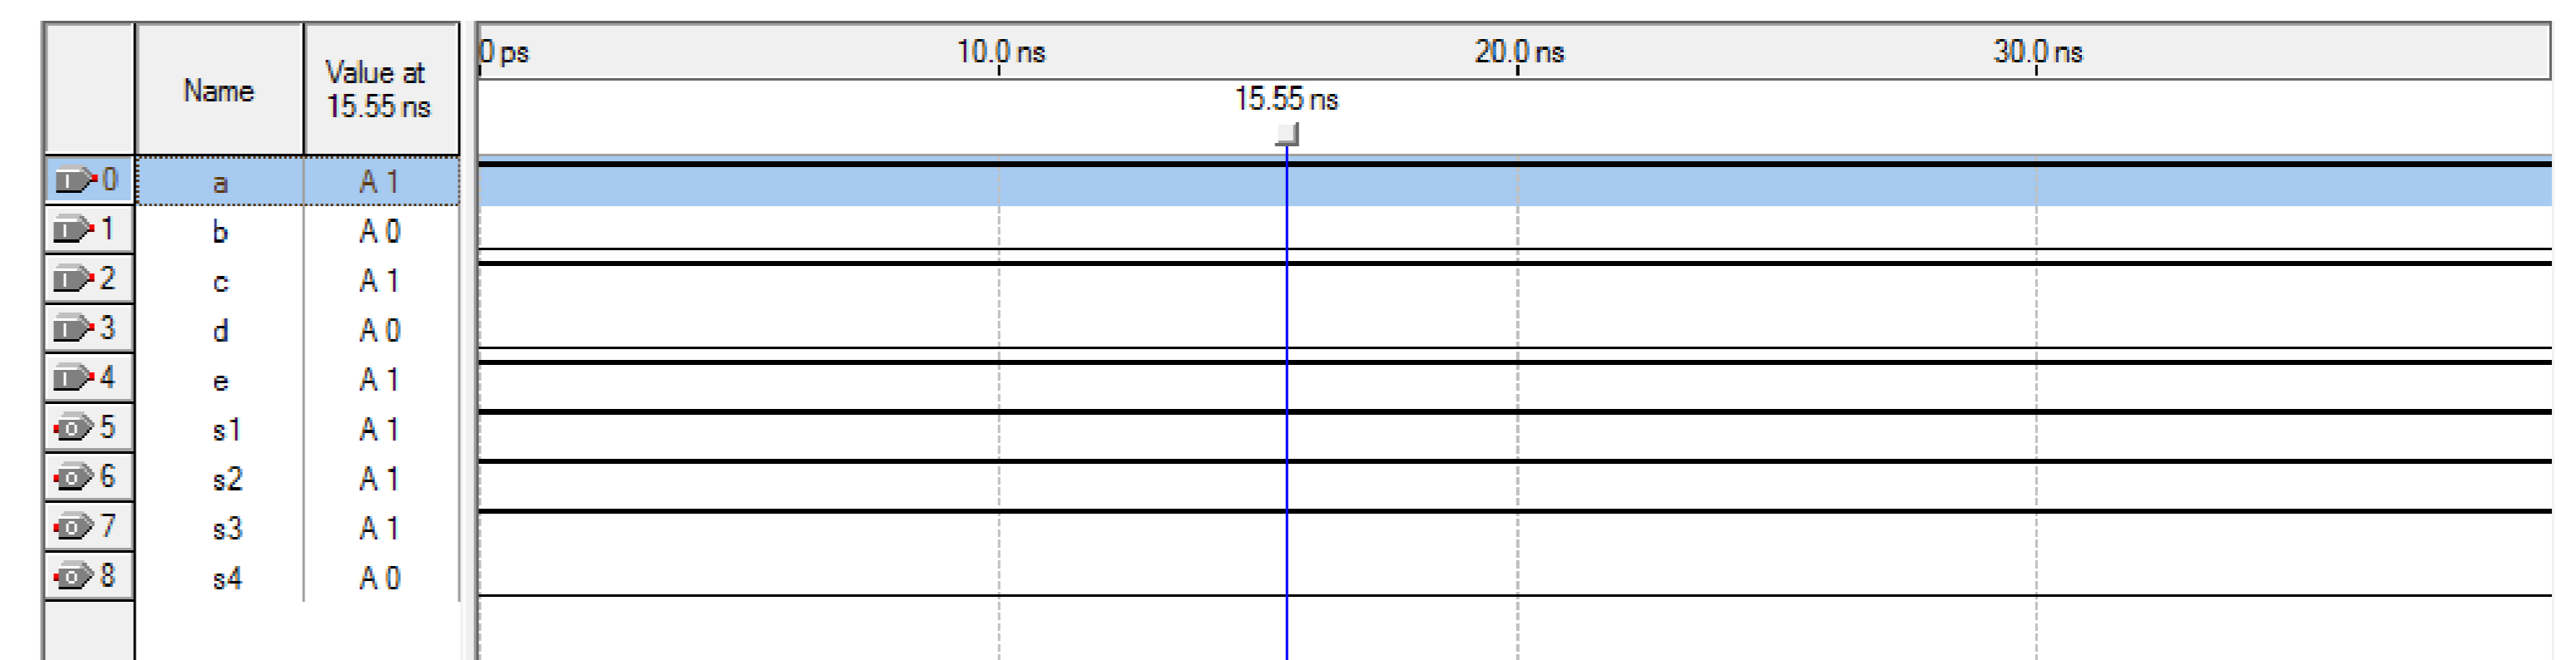 0 ps 10.0 ns 20.0 ns 30.0 ns
Name Value at 15.55 ns
15.55 ns
0 a A 1
1 b A 0
2 c A 1
3 d A 0
4 e A 1
5 s1 A 1
6 s2 A 1
7 s3 A 1
8 s4 A 0